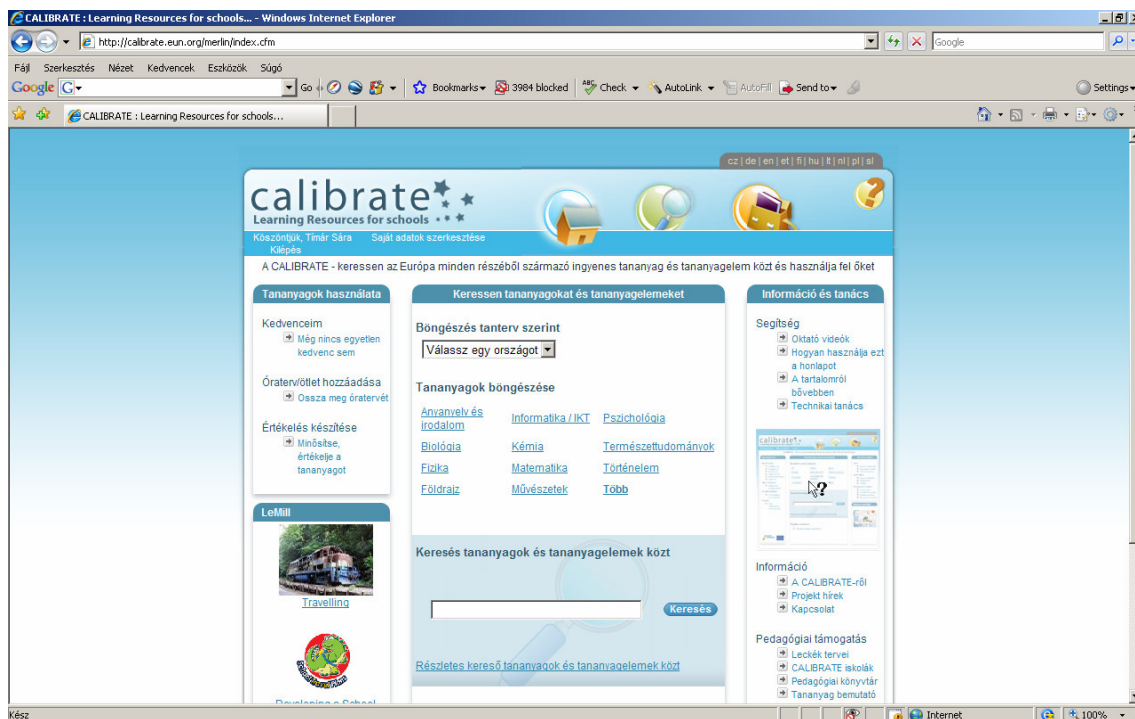 CALIBRATE : Learning Resources for schools... - Windows Internet Explorer
http://calibrate.eun.org/merlin/index.cfm
Google
Fájl Szerkesztés Nézet Kedvencek Eszközök Súgó
Google G Go Bookmarks 3984 blocked ABC Check AutoLink AutoFill Send to Settings
CALIBRATE : Learning Resources for schools...
cz | de | en | et | fi | hu | lt | nl | pl | sl
calibrate
Learning Resources for schools
Köszöntjük, Tímár Sára Saját adatok szerkesztése
Kilépés
A CALIBRATE - keressen az Európa minden részéből származó ingyenes tananyag és tananyagelem közt és használja fel őket
Tananyagok használata
Kedvenceim
Még nincs egyetlen
kedvenc sem
Óraterv/ötlet hozzáadása
Ossza meg óratervét
Értékelés készítése
Minősítse,
értékelje a
tananyagot
LeMill
Travelling
Developing a School
Keressen tananyagokat és tananyagelemeket
Böngészés tanterv szerint
Válassz egy országot
Tananyagok böngészése
Anyanyelv és
irodalom
Informatika / IKT
Pszichológia
Biológia
Kémia
Természettudományok
Fizika
Matematika
Történelem
Földrajz
Művészetek
Több
Keresés tananyagok és tananyagelemek közt
Keresés
Részletes kereső tananyagok és tananyagelemek közt
Információ és tanács
Segítség
Oktató videók
Hogyan használja ezt
a honlapot
A tartalomról
bővebben
Technikai tanács
calibrate
?
Információ
A CALIBRATE-ről
Projekt hírek
Kapcsolat
Pedagógiai támogatás
Leckék tervei
CALIBRATE iskolák
Pedagógiai könyvtár
Tananyag bemutató
Kész
Internet
100%